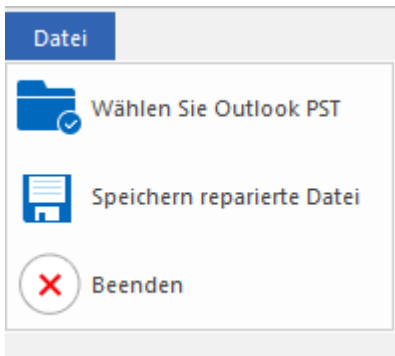 Datei
Wählen Sie Outlook PST
Speichern reparierte Datei
Beenden